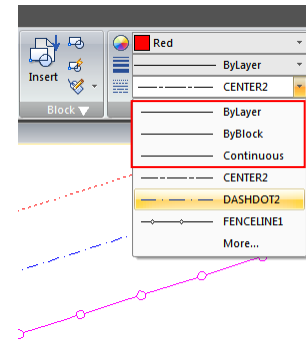 Red
ByLayer
Insert
CENTER2
Block
ByLayer
ByBlock
Continuous
CENTER2
DASHDOT2
FENCELINE1
More...